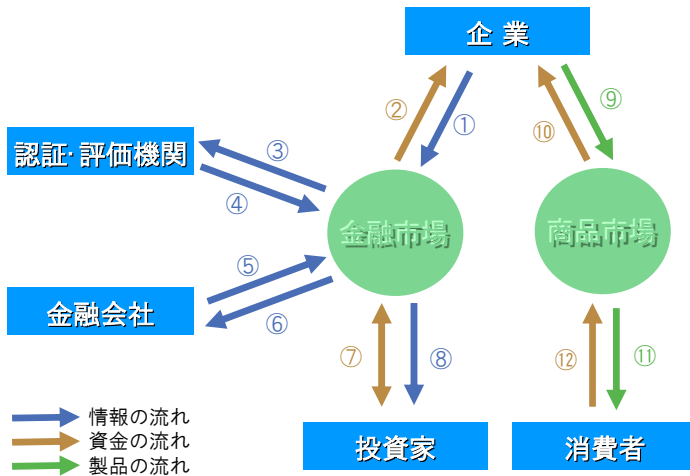 企業
②
①
⑩
⑨
認証・評価機関
③
④
金融市場
商品市場
⑤
⑥
金融会社
⑦
⑧
⑫
⑪
投資家
消費者
情報の流れ
資金の流れ
製品の流れ